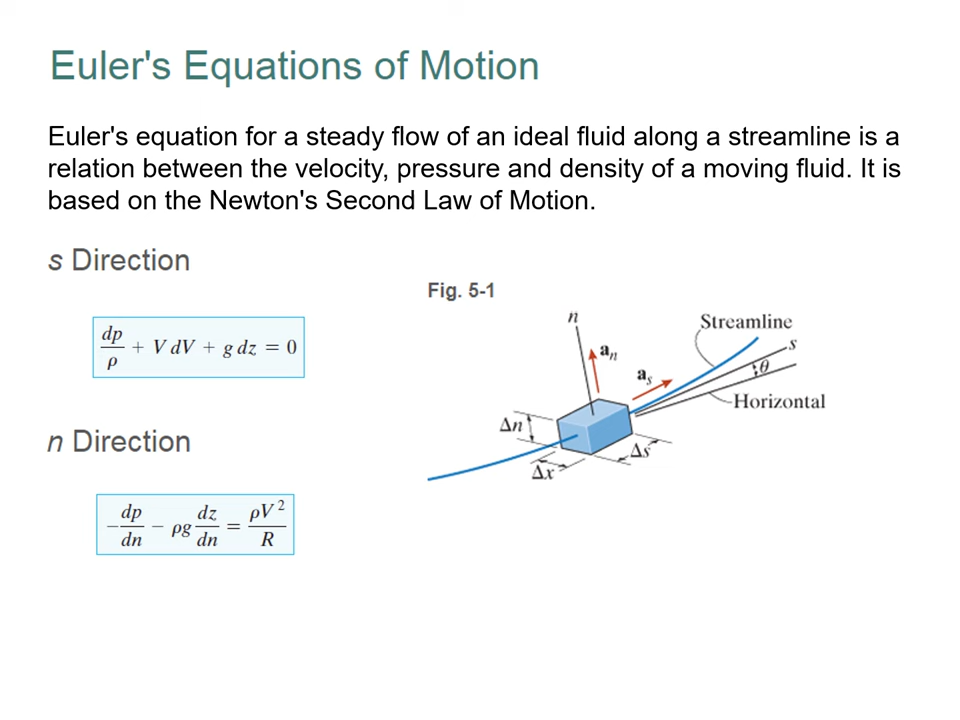 Euler's Equations of Motion
Euler's equation for a steady flow of an ideal fluid along a streamline is a
relation between the velocity, pressure and density of a moving fluid. It is
based on the Newton's Second Law of Motion.
s Direction
dp/ρ + V dV + g dz = 0
n Direction
-dp/dn − ρg dz/dn = ρV²/R
Fig. 5-1
n
Streamline
s
aₙ
aₛ
θ
Horizontal
Δn
Δs
Δx